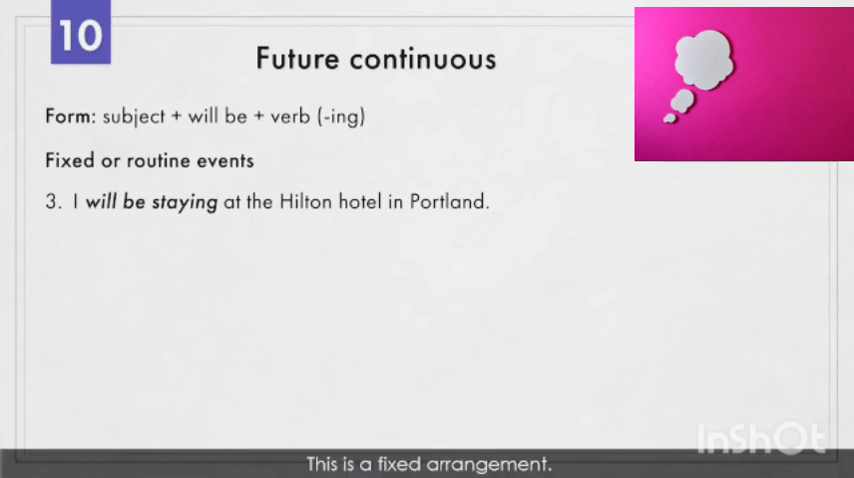 10
Future continuous
Form: subject + will be + verb (-ing)
Fixed or routine events
3. I will be staying at the Hilton hotel in Portland.
InShOt
This is a fixed arrangement.